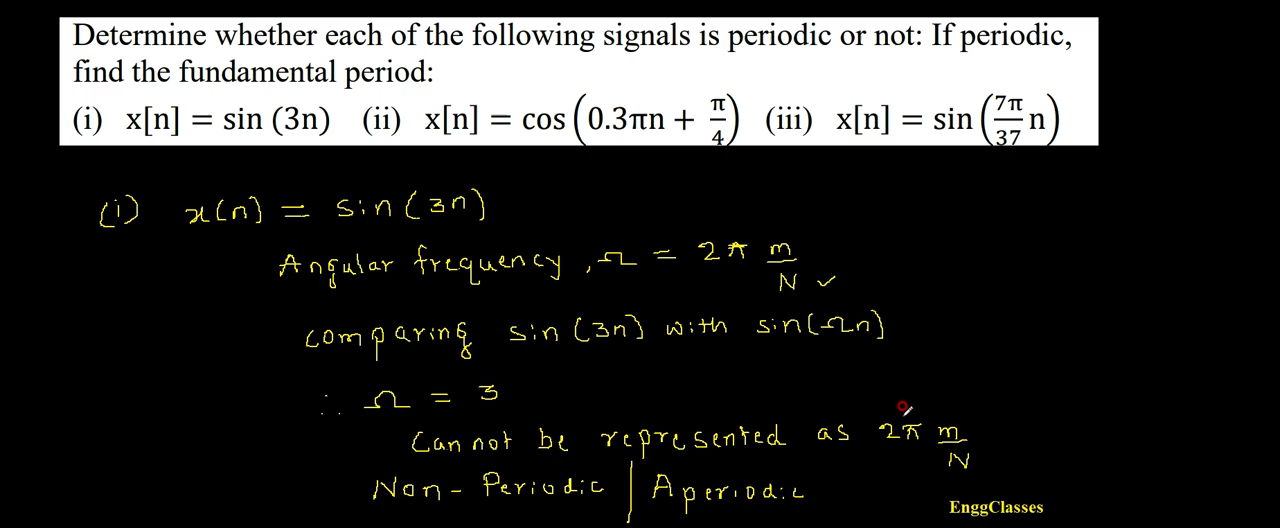 Determine whether each of the following signals is periodic or not: If periodic,
find the fundamental period:
(i) x[n] = sin (3n) (ii) x[n] = cos (0.3πn + π/4) (iii) x[n] = sin (7π/37 n)
(i) x(n) = sin(3n)
Angular frequency, Ω = 2π m/N ✓
comparing sin(3n) with sin(Ωn)
∴ Ω = 3
Cannot be represented as 2π m/N
Non-Periodic | Aperiodic
EnggClasses